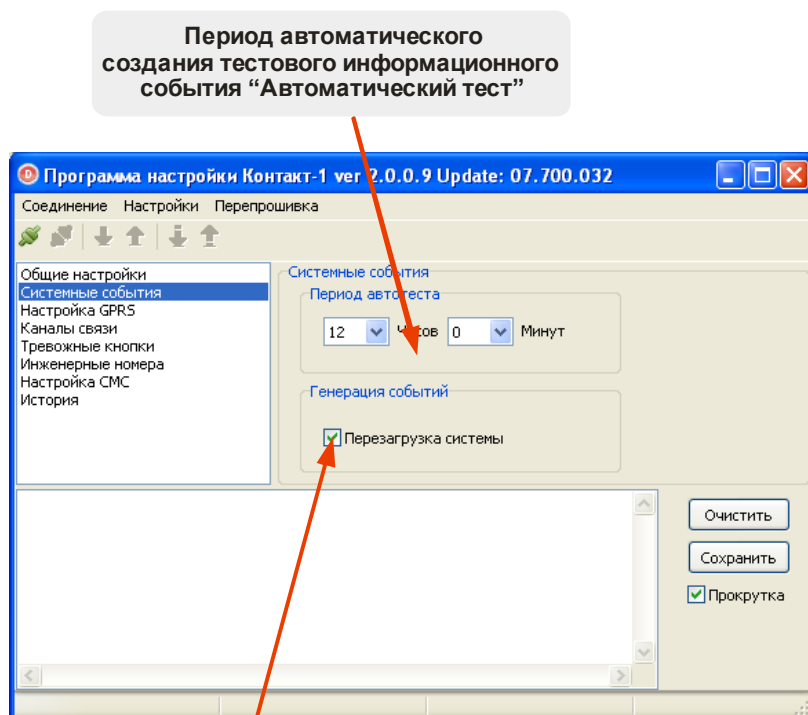 Период автоматического
создания тестового информационного
события “Автоматический тест”
Программа настройки Контакт-1 ver 2.0.0.9 Update: 07.700.032
Соединение Настройки Перепрошивка
Общие настройки
Системные события
Настройка GPRS
Каналы связи
Тревожные кнопки
Инженерные номера
Настройка СМС
История
Системные события
Период автотеста
12 Часов 0 Минут
Генерация событий
Перезагрузка системы
Очистить
Сохранить
Прокрутка